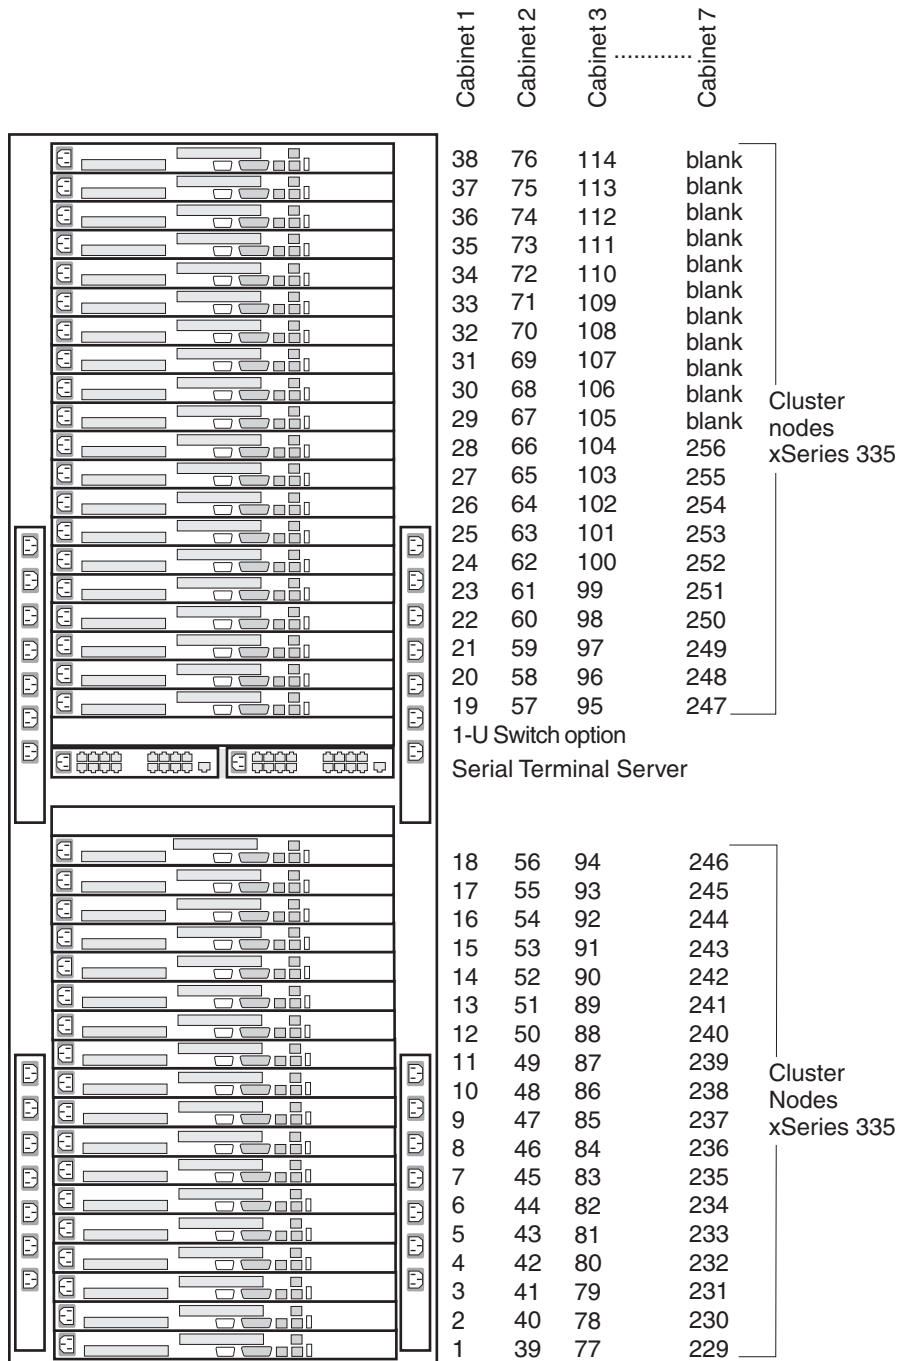 Cabinet 1 Cabinet 2 Cabinet 3 ............ Cabinet 7
38 76 114 blank
37 75 113 blank
36 74 112 blank
35 73 111 blank
34 72 110 blank
33 71 109 blank
blank
32 70 108 blank
31 69 107 blank
30 68 106 blank
29 67 105 blank
28 66 104 256
27 65 103 255
26 64 102 254
25 63 101 253
24 62 100 252
23 61 99 251
22 60 98 250
21 59 97 249
20 58 96 248
19 57 95 247
Cluster
nodes
xSeries 335
1-U Switch option
Serial Terminal Server
18 56 94 246
17 55 93 245
16 54 92 244
15 53 91 243
14 52 90 242
13 51 89 241
12 50 88 240
11 49 87 239
10 48 86 238
9 47 85 237
8 46 84 236
7 45 83 235
6 44 82 234
5 43 81 233
4 42 80 232
3 41 79 231
2 40 78 230
1 39 77 229
Cluster
Nodes
xSeries 335